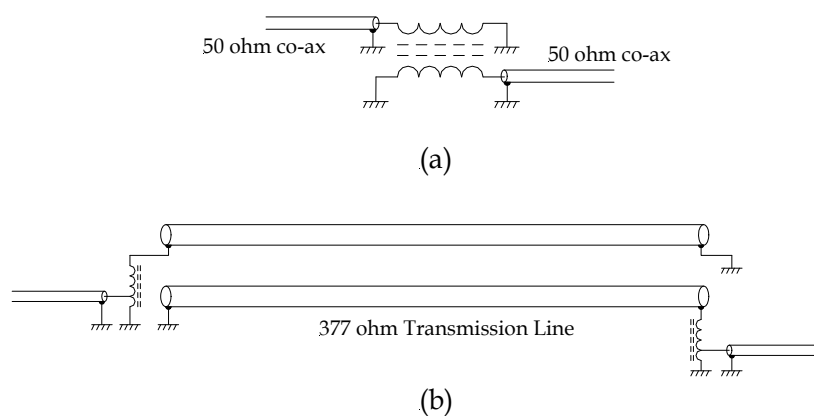 50 ohm co-ax
50 ohm co-ax
(a)
377 ohm Transmission Line
(b)